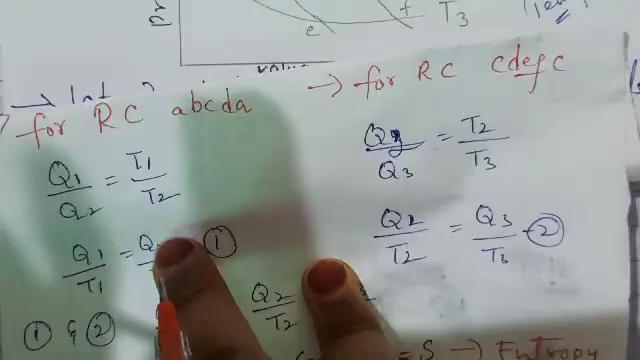 e f T3
for RC abcda
→ for RC cdefc
Q1/Q2 = T1/T2
Q2/Q3 = T2/T3
Q1/T1 = Q ①
Q2/T2 = Q3/T3 - ②
① & ②
Q2/T2
= S → Entropy